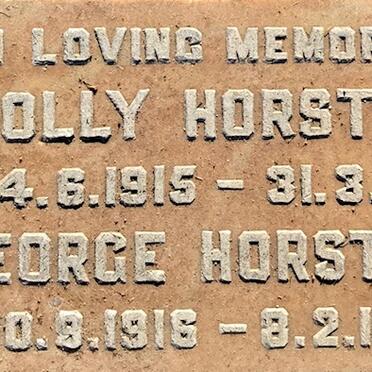 N LOVING MEMOR
OLLY HORST
4.6.1915 – 31.3.
EORGE HORST
0.8.1916 – 8.2.1